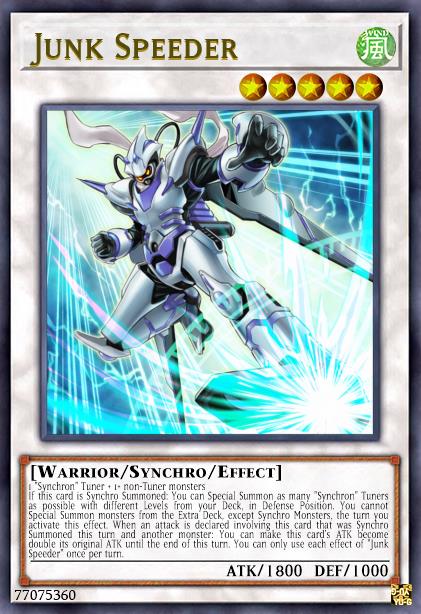 JUNK SPEEDER
WIND
風
[WARRIOR/SYNCHRO/EFFECT]
1 "Synchron" Tuner + 1+ non-Tuner monsters
If this card is Synchro Summoned: You can Special Summon as many "Synchron" Tuners
as possible with different Levels from your Deck, in Defense Position. You cannot
Special Summon monsters from the Extra Deck, except Synchro Monsters, the turn you
activate this effect. When an attack is declared involving this card that was Synchro
Summoned this turn and another monster: You can make this card's ATK become
double its original ATK until the end of this turn. You can only use each effect of "Junk
Speeder" once per turn.
ATK/1800 DEF/1000
77075360